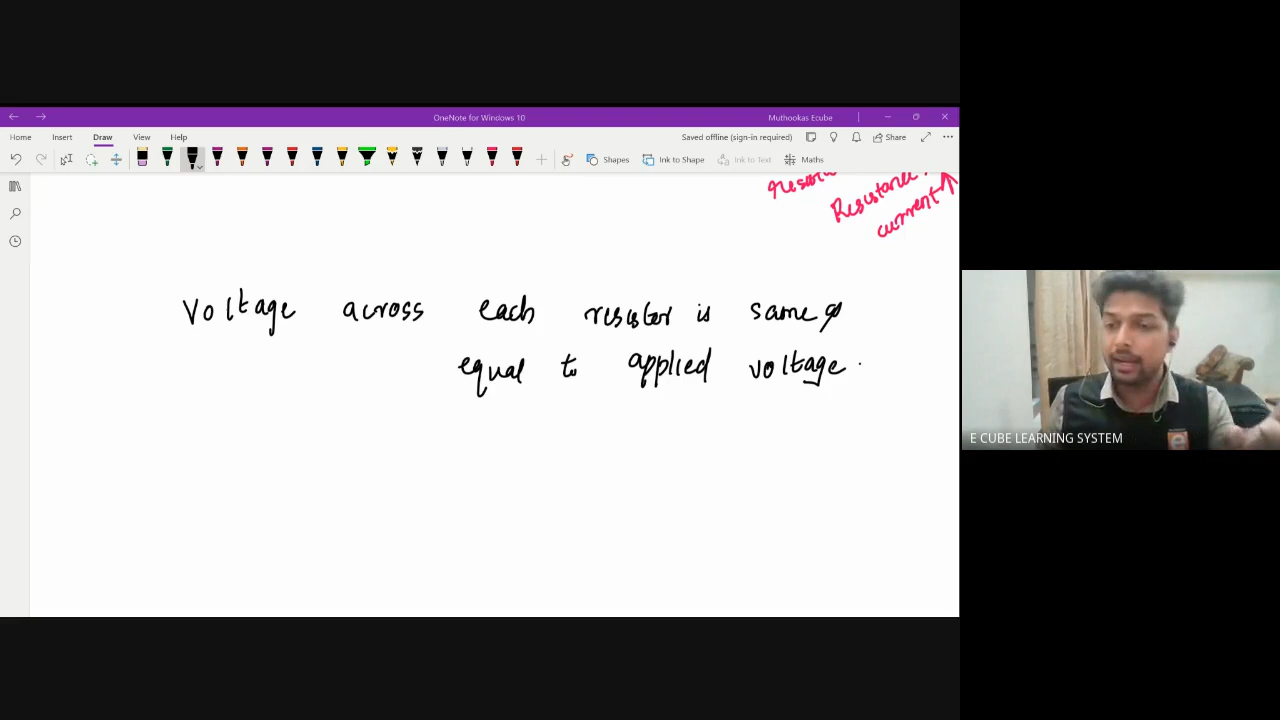 OneNote for Windows 10
Muthookas Ecube
Home Insert Draw View Help
Saved offline (sign-in required)
Share
Shapes
Ink to Shape
Ink to Text
Maths
Resistance
current
Voltage across each resistor is same &
equal to applied voltage.
E CUBE LEARNING SYSTEM